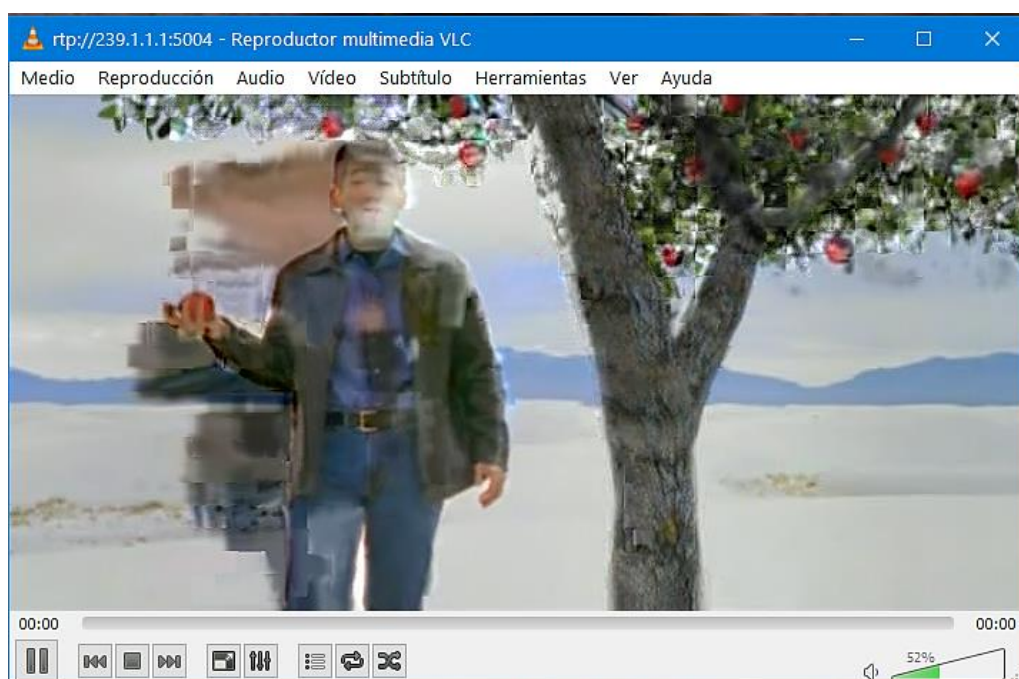 rtp://239.1.1.1:5004 - Reproductor multimedia VLC
Medio Reproducción Audio Vídeo Subtítulo Herramientas Ver Ayuda
00:00 00:00
52%